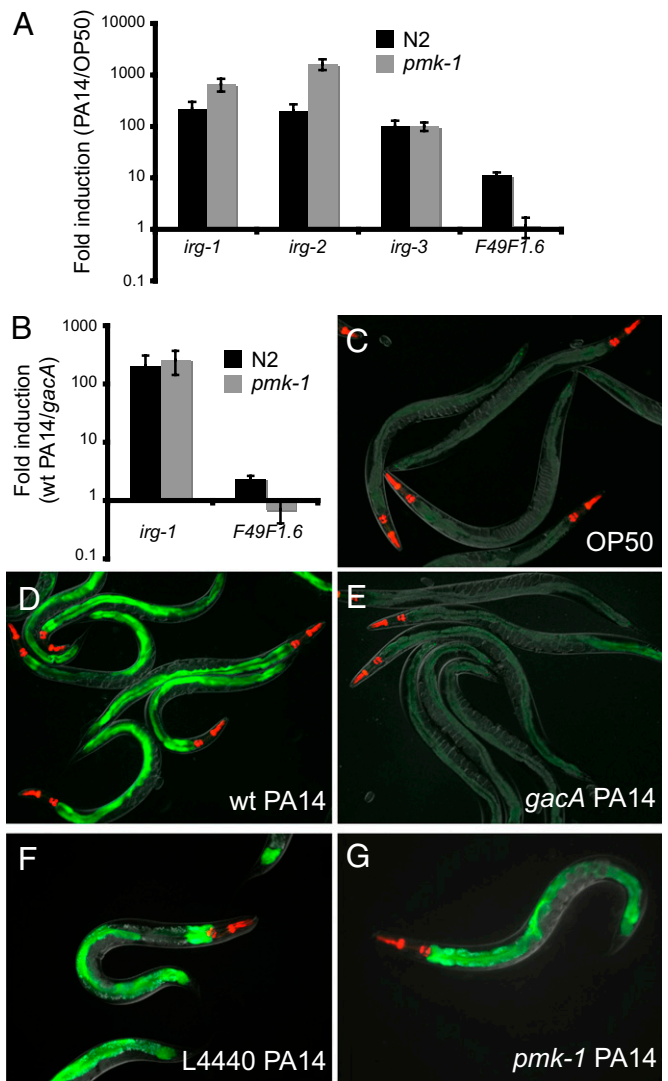 A
Fold induction (PA14/OP50)
10000
1000
100
10
1
0.1
N2
pmk-1
irg-1
irg-2
irg-3
F49F1.6
B
Fold induction
(wt PA14/gacA)
1000
100
10
1
0.1
N2
pmk-1
irg-1
F49F1.6
C
OP50
D
wt PA14
E
gacA PA14
F
L4440 PA14
G
pmk-1 PA14